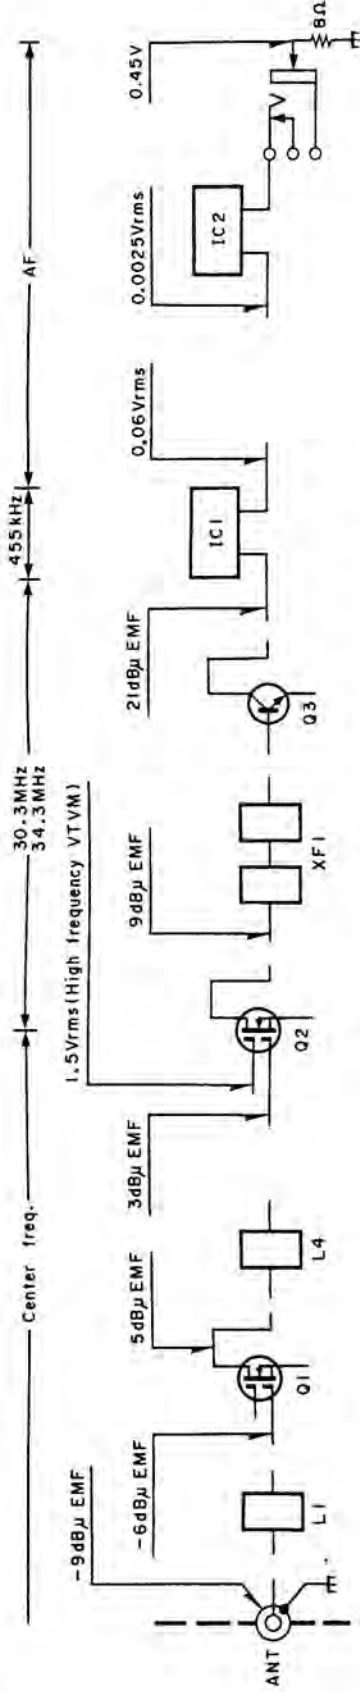 Center freq.
30.3MHz
34.3MHz
455kHz
AF
-9dBμ EMF
-6dBμ EMF
5dBμ EMF
3dBμ EMF
1.5Vrms(High frequency VTVM)
9dBμ EMF
21dBμ EMF
0.06Vrms
0.0025Vrms
0.45V
ANT
L1
Q1
L4
Q2
XF1
Q3
IC1
IC2
V
8Ω